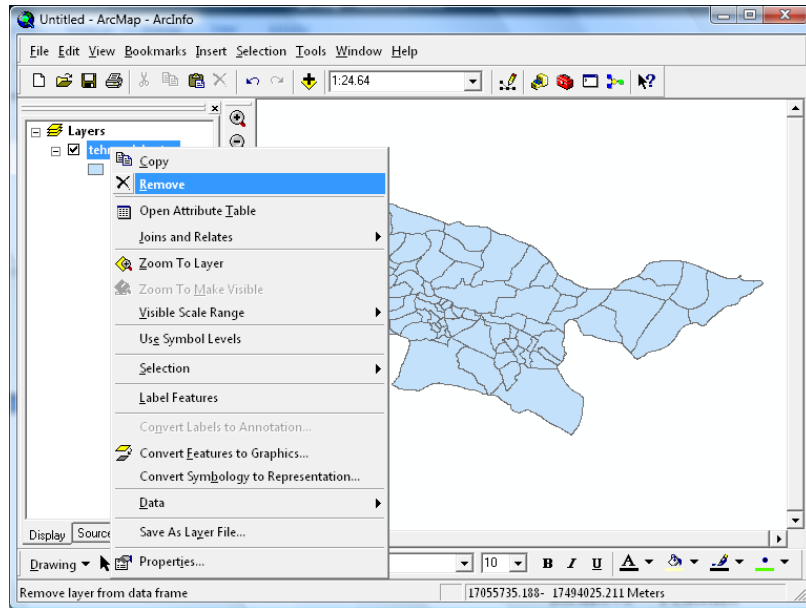 Untitled - ArcMap - ArcInfo
File Edit View Bookmarks Insert Selection Tools Window Help
1:24.64
Layers
Copy
Remove
Open Attribute Table
Joins and Relates
Zoom To Layer
Zoom To Make Visible
Visible Scale Range
Use Symbol Levels
Selection
Label Features
Convert Labels to Annotation...
Convert Features to Graphics...
Convert Symbology to Representation...
Data
Save As Layer File...
Properties...
Display Source
Drawing 10 B I U A
Remove layer from data frame 17055735.188- 17494025.211 Meters